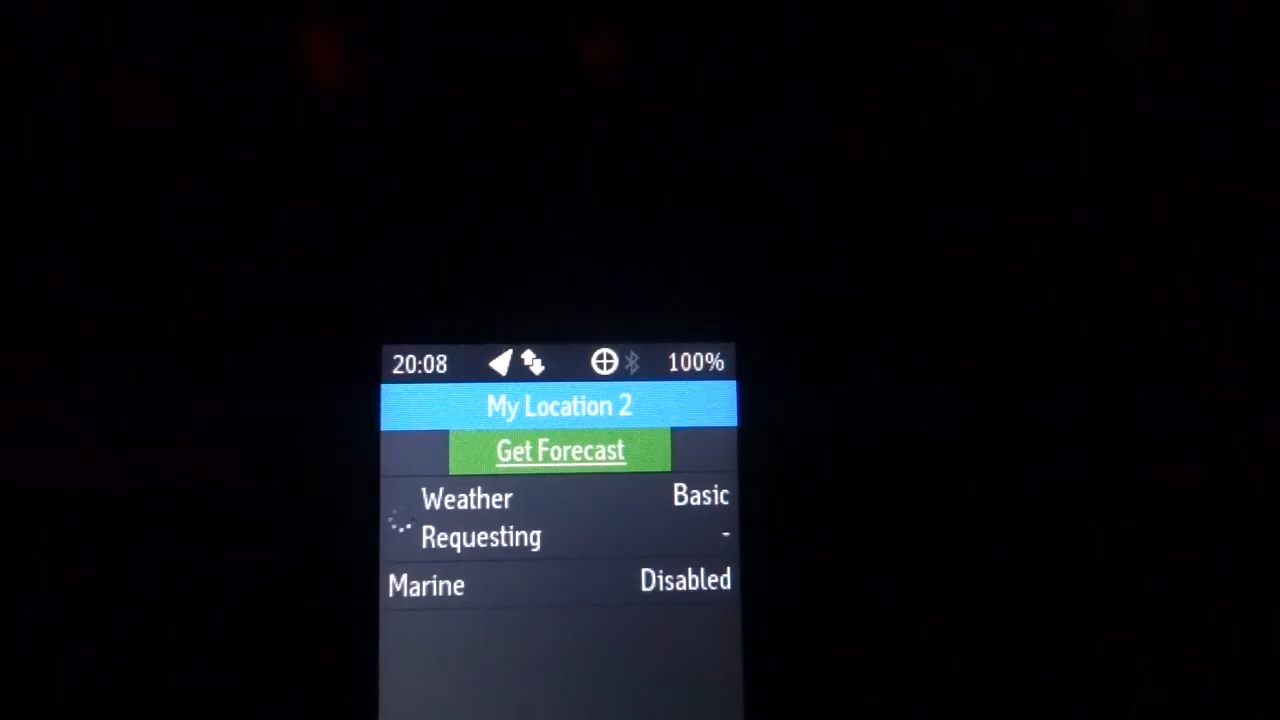 20:08 100%
My Location 2
Get Forecast
Weather Basic
Requesting -
Marine Disabled